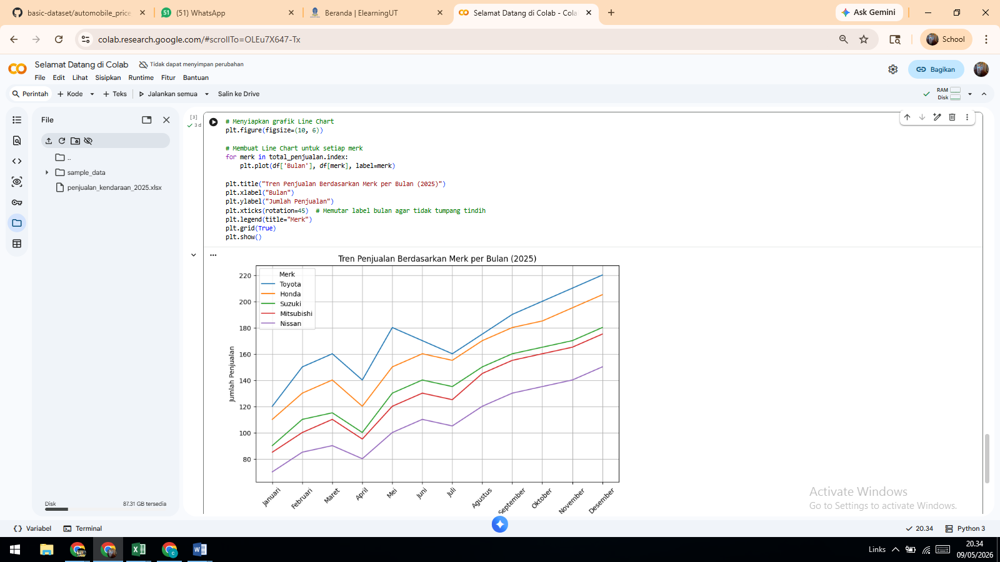 basic-dataset/automobile_price
(51) WhatsApp
Beranda | ElearningUT
Selamat Datang di Colab - Cola
Ask Gemini
colab.research.google.com/#scrollTo=OLEu7X647-Tx
School
Selamat Datang di Colab
Tidak dapat menyimpan perubahan
File Edit Lihat Sisipkan Runtime Fitur Bantuan
Bagikan
Perintah + Kode + Teks Jalankan semua Salin ke Drive
RAM
Disk
File
..
sample_data
penjualan_kendaraan_2025.xlsx
Disk 87.31 GB tersedia
[3]
3 d
# Menyiapkan grafik Line Chart
plt.figure(figsize=(10, 6))
# Membuat Line Chart untuk setiap merk
for merk in total_penjualan.index:
    plt.plot(df['Bulan'], df[merk], label=merk)
plt.title("Tren Penjualan Berdasarkan Merk per Bulan (2025)")
plt.xlabel("Bulan")
plt.ylabel("Jumlah Penjualan")
plt.xticks(rotation=45)  # Memutar label bulan agar tidak tumpang tindih
plt.legend(title="Merk")
plt.grid(True)
plt.show()
Tren Penjualan Berdasarkan Merk per Bulan (2025)
Merk
Toyota
Honda
Suzuki
Mitsubishi
Nissan
220
200
180
160
140
120
100
80
Jumlah Penjualan
Januari
Februari
Maret
April
Mei
Juni
Juli
Agustus
September
Oktober
November
Desember
Activate Windows
Go to Settings to activate Windows.
Variabel Terminal
20.34 Python 3
Links
20.34
09/05/2026